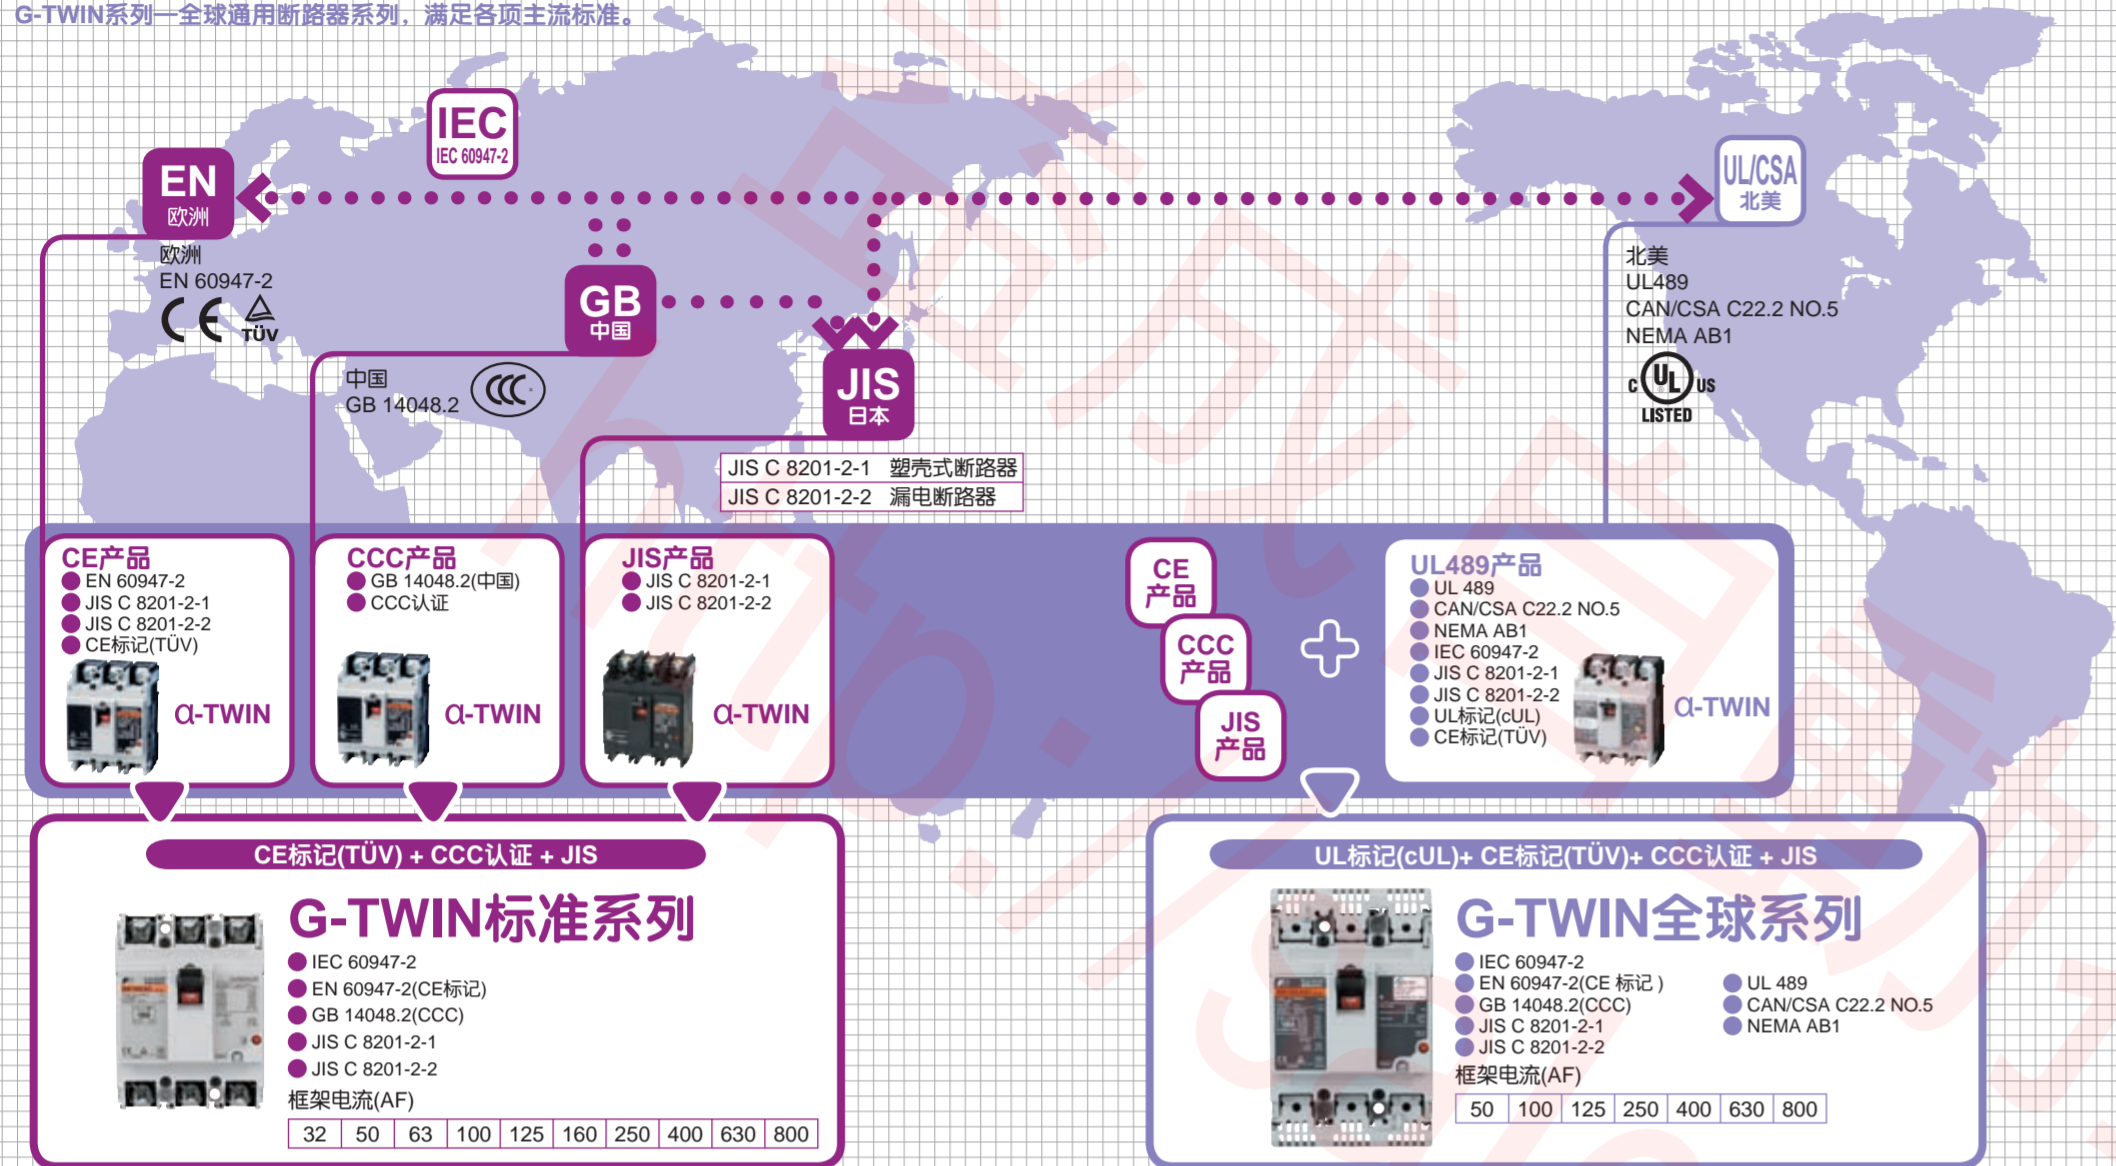 G-TWIN系列—全球通用断路器系列，满足各项主流标准。
IEC
IEC 60947-2
EN
欧洲
欧洲
EN 60947-2
CE
TÜV
GB
中国
中国
GB 14048.2
CCC
JIS
日本
JIS C 8201-2-1 塑壳式断路器
JIS C 8201-2-2 漏电断路器
UL/CSA
北美
北美
UL489
CAN/CSA C22.2 NO.5
NEMA AB1
C UL US
LISTED
CE产品
EN 60947-2
JIS C 8201-2-1
JIS C 8201-2-2
CE标记(TÜV)
α-TWIN
CCC产品
GB 14048.2(中国)
CCC认证
α-TWIN
JIS产品
JIS C 8201-2-1
JIS C 8201-2-2
α-TWIN
CE
产品
CCC
产品
JIS
产品
UL489产品
UL 489
CAN/CSA C22.2 NO.5
NEMA AB1
IEC 60947-2
JIS C 8201-2-1
JIS C 8201-2-2
UL标记(cUL)
CE标记(TÜV)
α-TWIN
CE标记(TÜV) + CCC认证 + JIS
G-TWIN标准系列
IEC 60947-2
EN 60947-2(CE标记)
GB 14048.2(CCC)
JIS C 8201-2-1
JIS C 8201-2-2
框架电流(AF)
32 50 63 100 125 160 250 400 630 800
UL标记(cUL)+ CE标记(TÜV)+ CCC认证 + JIS
G-TWIN全球系列
IEC 60947-2
EN 60947-2(CE 标记 )
GB 14048.2(CCC)
JIS C 8201-2-1
JIS C 8201-2-2
UL 489
CAN/CSA C22.2 NO.5
NEMA AB1
框架电流(AF)
50 100 125 250 400 630 800